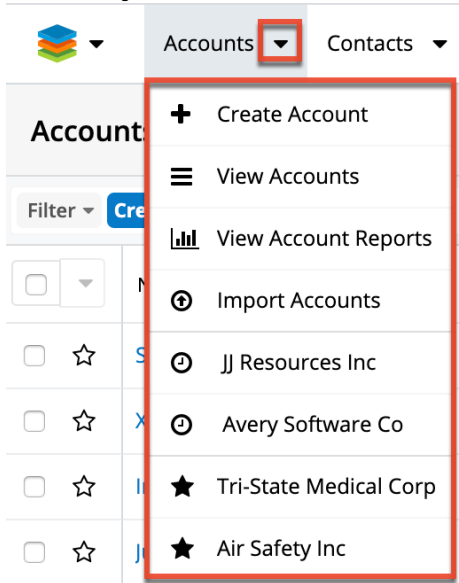 Accounts Contacts
Create Account
Account
View Accounts
Filter Cre
View Account Reports
N
Import Accounts
S
JJ Resources Inc
X
Avery Software Co
I
Tri-State Medical Corp
J
Air Safety Inc